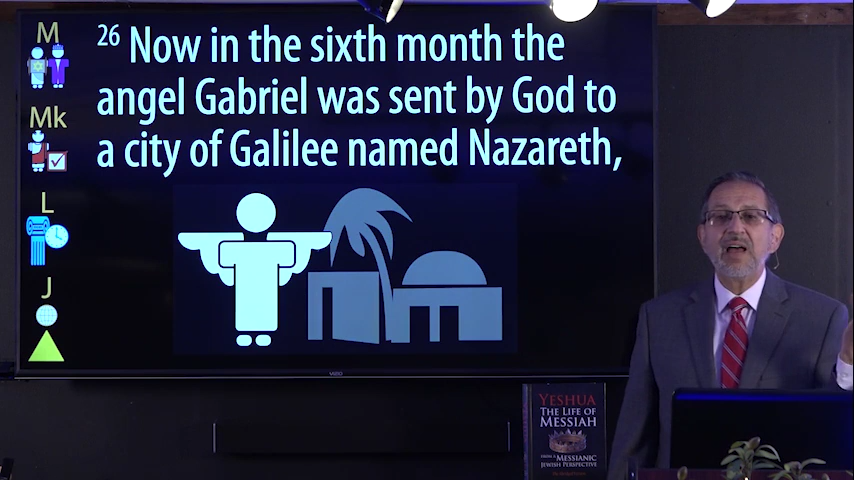 M
Mk
L
J
26 Now in the sixth month the
angel Gabriel was sent by God to
a city of Galilee named Nazareth,
VIZIO
YESHUA
THE LIFE OF
MESSIAH
FROM A
MESSIANIC
JEWISH PERSPECTIVE